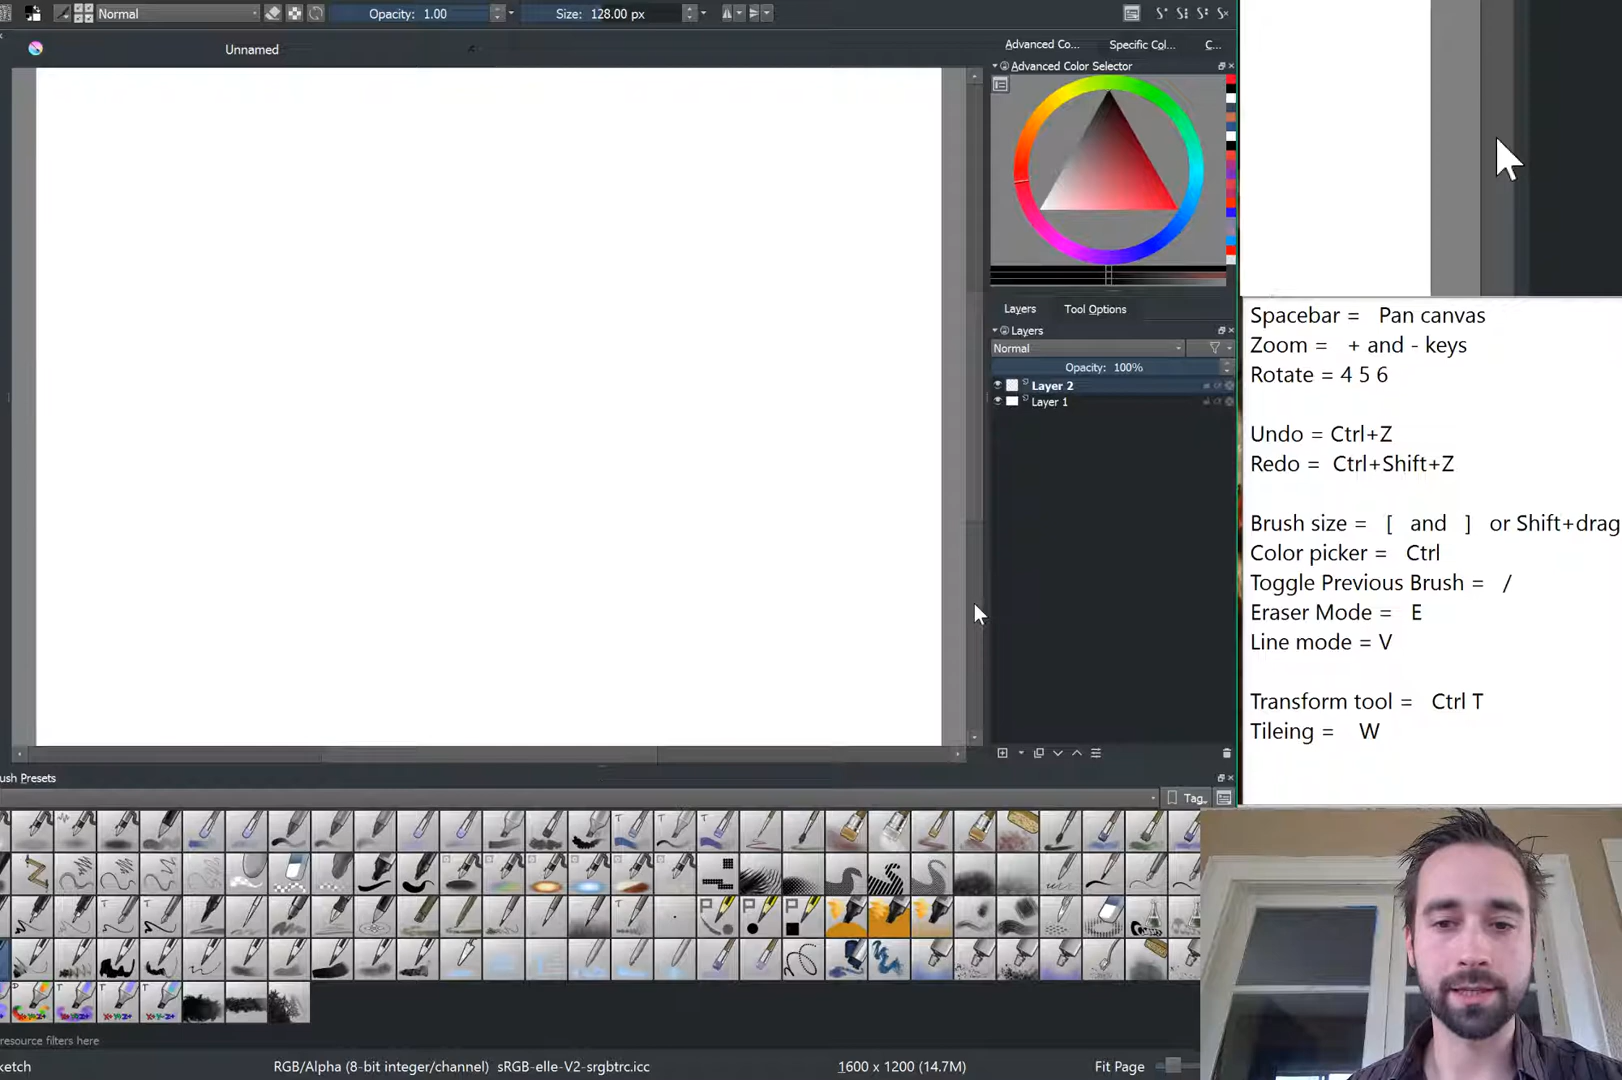 Normal
Opacity: 1.00
Size: 128.00 px
Unnamed
Advanced Co...
Specific Col...
C...
Advanced Color Selector
Layers
Tool Options
Layers
Normal
Opacity: 100%
Layer 2
Layer 1
Spacebar = Pan canvas
Zoom = + and - keys
Rotate = 4 5 6
Undo = Ctrl+Z
Redo = Ctrl+Shift+Z
Brush size = [ and ] or Shift+drag
Color picker = Ctrl
Toggle Previous Brush = /
Eraser Mode = E
Line mode = V
Transform tool = Ctrl T
Tileing = W
ush Presets
Tag
resource filters here
ketch
RGB/Alpha (8-bit integer/channel) sRGB-elle-V2-srgbtrc.icc
1600 x 1200 (14.7M)
Fit Page